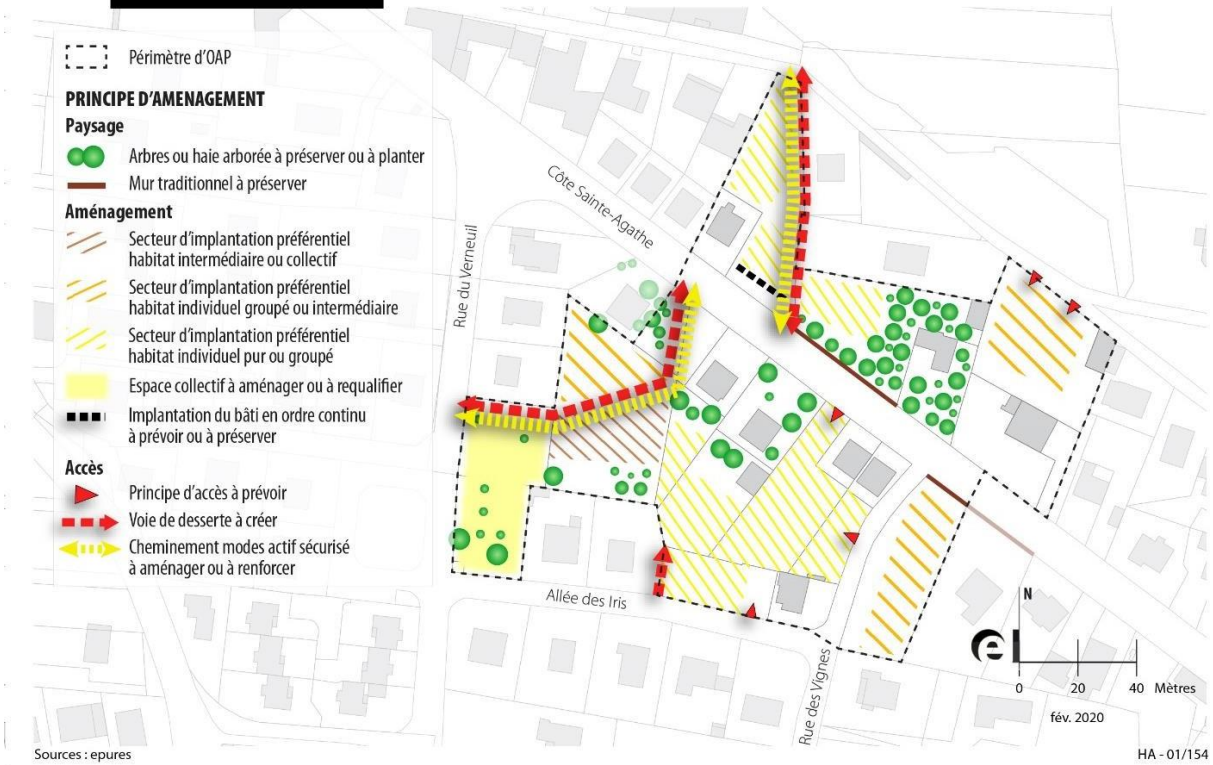 Périmètre d'OAP
PRINCIPE D'AMENAGEMENT
Paysage
Arbres ou haie arborée à préserver ou à planter
Mur traditionnel à préserver
Aménagement
Secteur d'implantation préférentiel
habitat intermédiaire ou collectif
Secteur d'implantation préférentiel
habitat individuel groupé ou intermédiaire
Secteur d'implantation préférentiel
habitat individuel pur ou groupé
Espace collectif à aménager ou à requalifier
Implantation du bâti en ordre continu
à prévoir ou à préserver
Accès
Principe d'accès à prévoir
Voie de desserte à créer
Cheminement modes actif sécurisé
à aménager ou à renforcer
Côte Sainte-Agathe
Rue du Verneuil
Allée des Iris
Rue des Vignes
N
0 20 40 Mètres
fév. 2020
Sources : epures
HA - 01/154